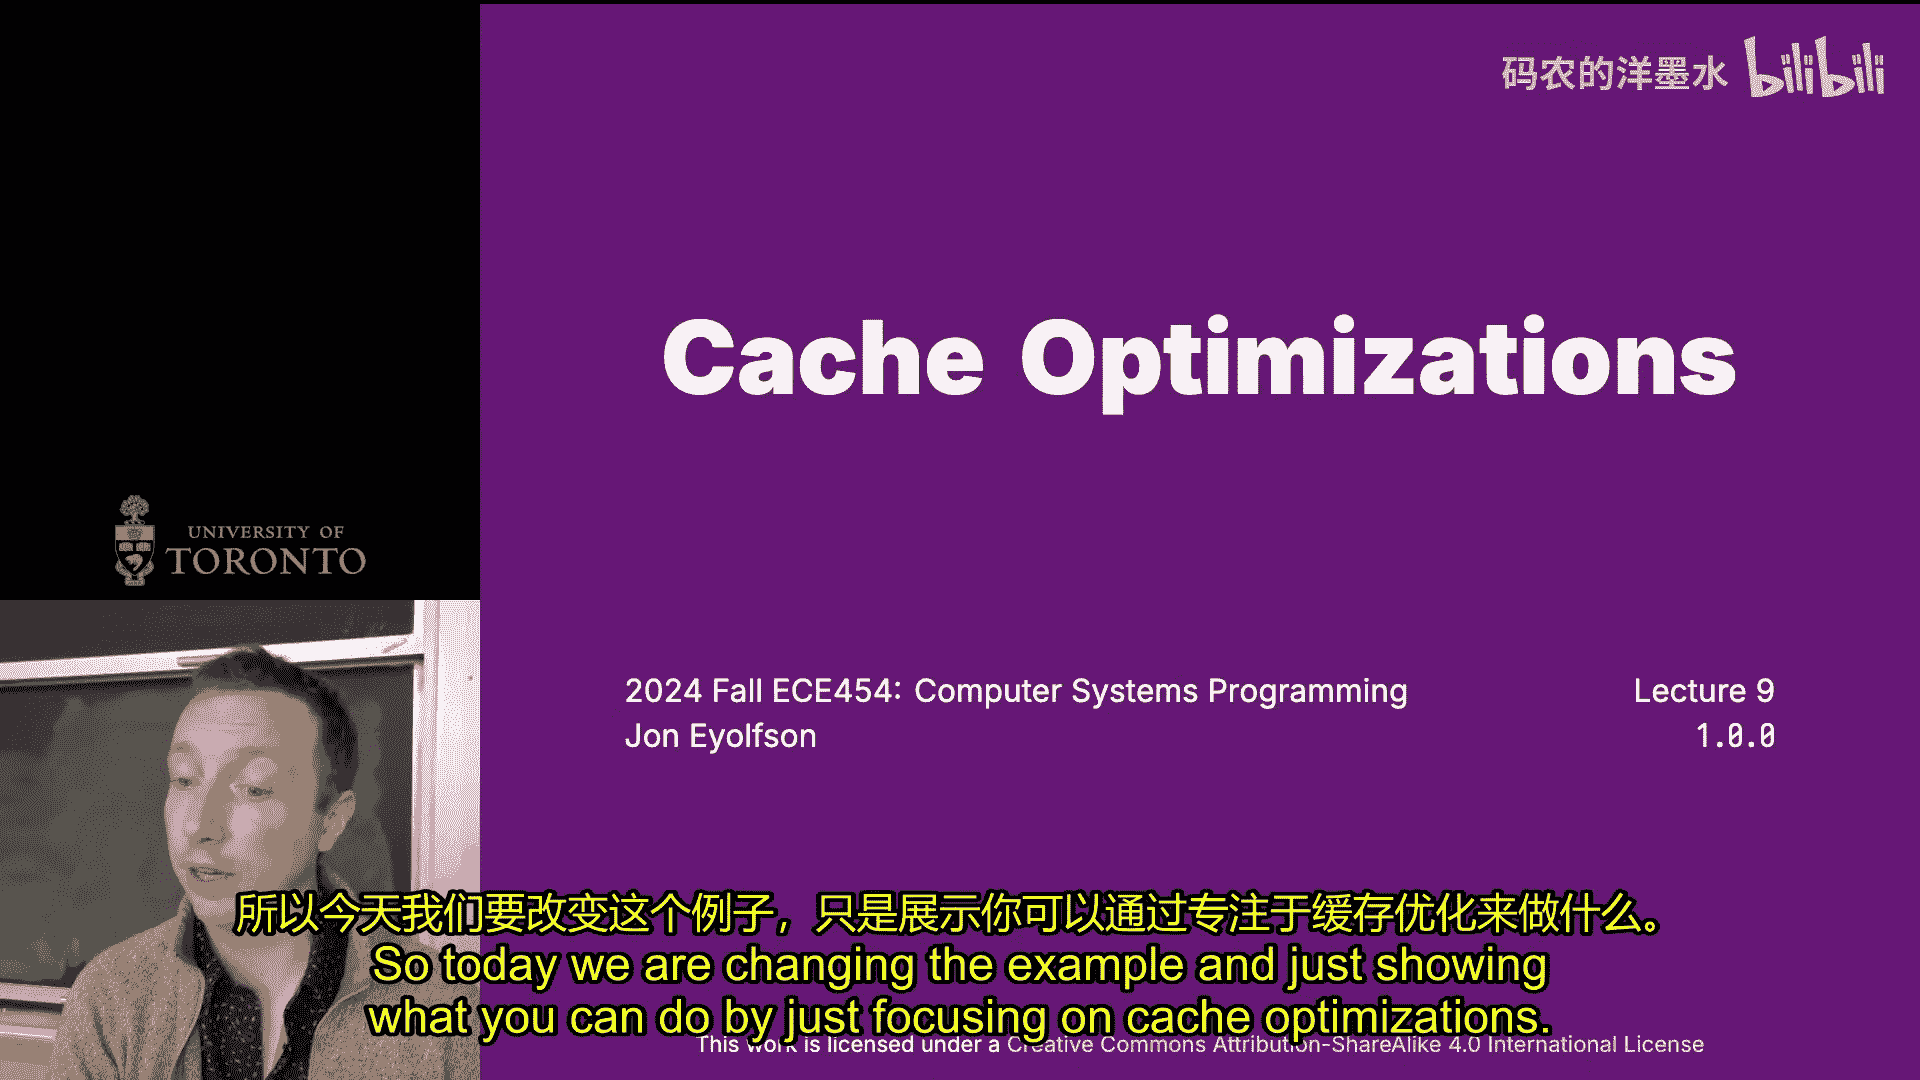 码农的洋墨水 bilibili
Cache Optimizations
UNIVERSITY OF
TORONTO
2024 Fall ECE454: Computer Systems Programming
Lecture 9
Jon Eyolfson
1.0.0
所以今天我们要改变这个例子，只是展示你可以通过专注于缓存优化来做什么。
So today we are changing the example and just showing
what you can do by just focusing on cache optimizations.
This work is licensed under a Creative Commons Attribution-ShareAlike 4.0 International License